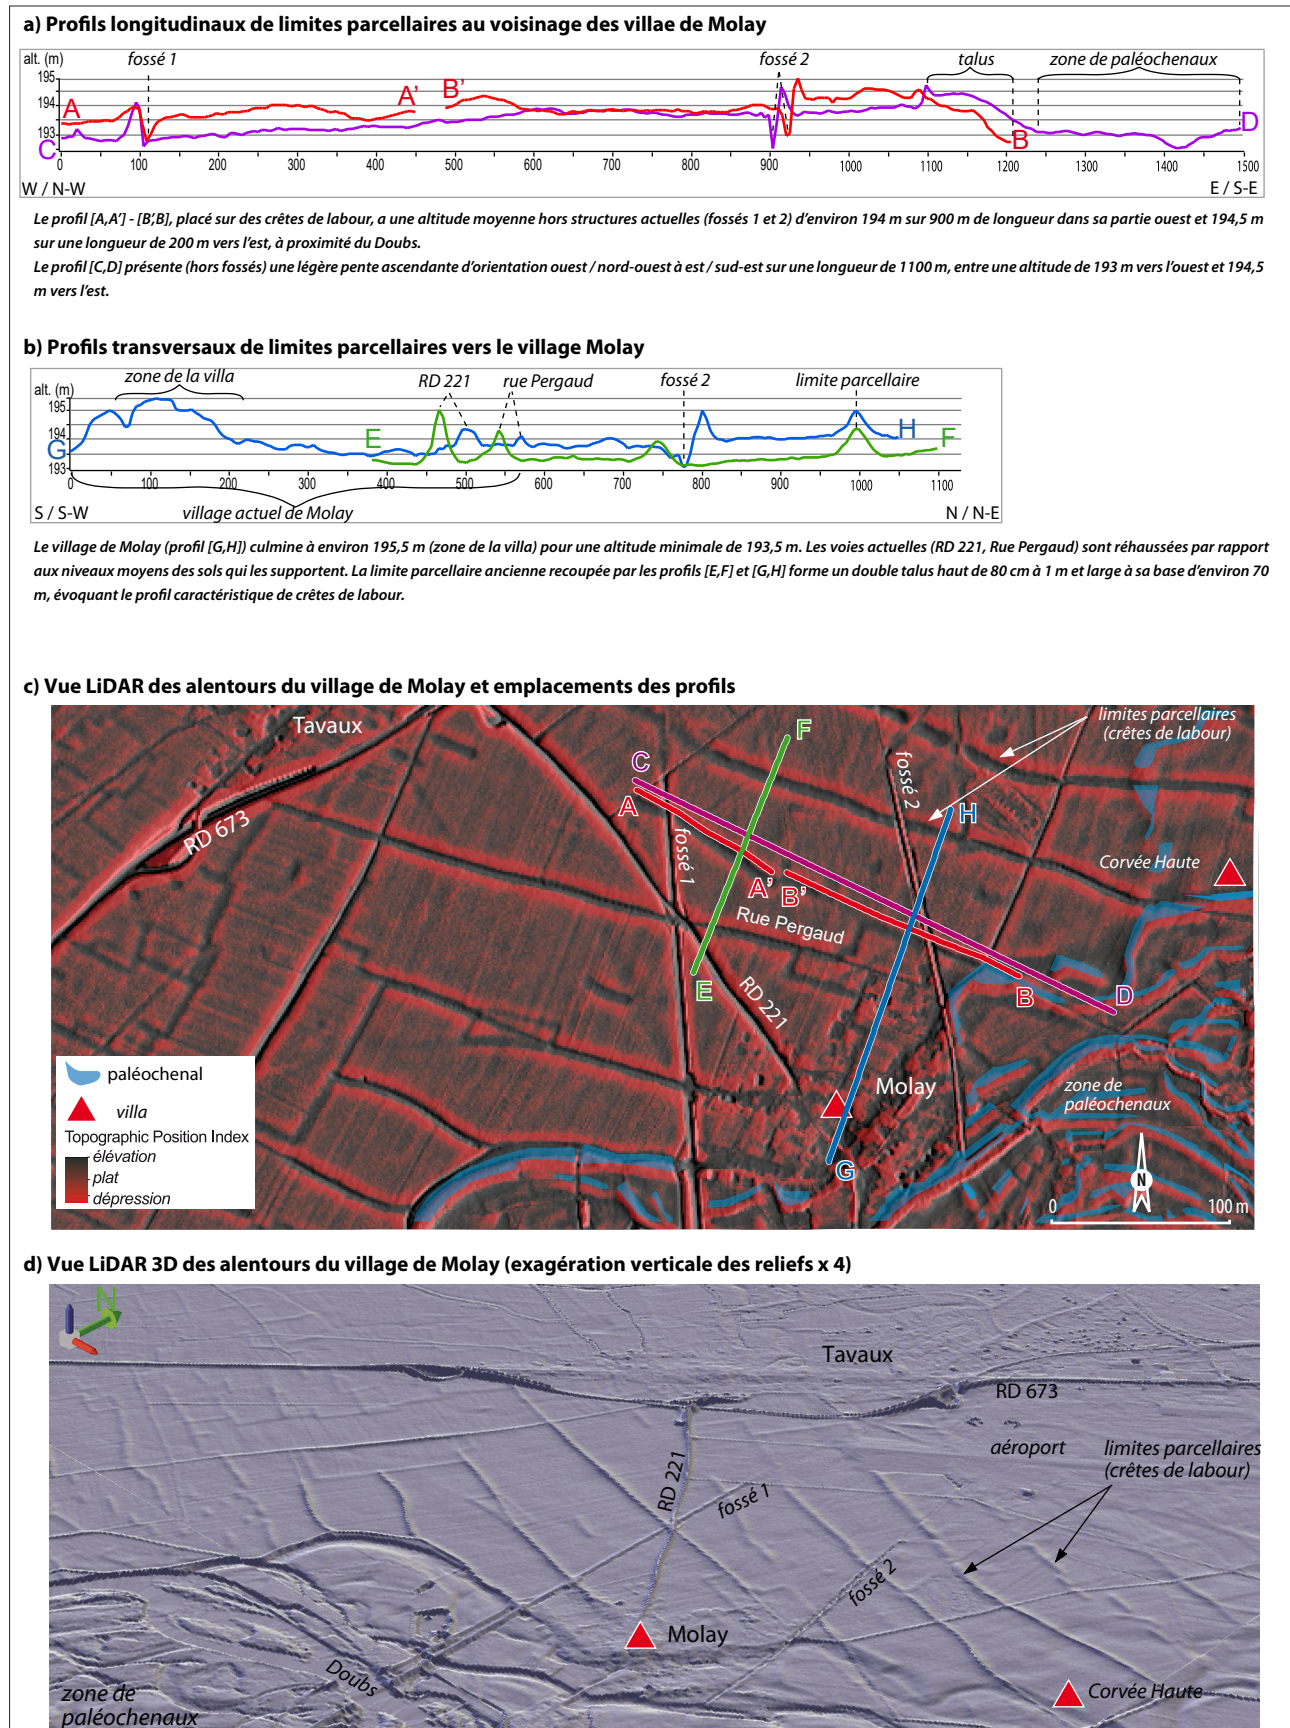 a) Profils longitudinaux de limites parcellaires au voisinage des villae de Molay
alt. (m)
fossé 1
fossé 2
talus
zone de paléochenaux
195
194
193
A
A'
B'
B
C
D
0 100 200 300 400 500 600 700 800 900 1000 1100 1200 1300 1400 1500
W / N-W
E / S-E
Le profil [A,A'] - [B',B], placé sur des crêtes de labour, a une altitude moyenne hors structures actuelles (fossés 1 et 2) d'environ 194 m sur 900 m de longueur dans sa partie ouest et 194,5 m
sur une longueur de 200 m vers l'est, à proximité du Doubs.
Le profil [C,D] présente (hors fossés) une légère pente ascendante d'orientation ouest / nord-ouest à est / sud-est sur une longueur de 1100 m, entre une altitude de 193 m vers l'ouest et 194,5
m vers l'est.
b) Profils transversaux de limites parcellaires vers le village Molay
alt. (m)
zone de la villa
RD 221
rue Pergaud
fossé 2
limite parcellaire
195
194
193
G
E
H
F
0 100 200 300 400 500 600 700 800 900 1000 1100
S / S-W
village actuel de Molay
N / N-E
Le village de Molay (profil [G,H]) culmine à environ 195,5 m (zone de la villa) pour une altitude minimale de 193,5 m. Les voies actuelles (RD 221, Rue Pergaud) sont réhaussées par rapport
aux niveaux moyens des sols qui les supportent. La limite parcellaire ancienne recoupée par les profils [E,F] et [G,H] forme un double talus haut de 80 cm à 1 m et large à sa base d'environ 70
m, évoquant le profil caractéristique de crêtes de labour.
c) Vue LiDAR des alentours du village de Molay et emplacements des profils
Tavaux
RD 673
C
A
F
fossé 1
fossé 2
limites parcellaires
(crêtes de labour)
H
Corvée Haute
A'
B'
Rue Pergaud
E
RD 221
B
D
Molay
G
zone de
paléochenaux
paléochenal
villa
Topographic Position Index
élévation
plat
dépression
N
0
100 m
d) Vue LiDAR 3D des alentours du village de Molay (exagération verticale des reliefs x 4)
N
Tavaux
RD 673
aéroport
limites parcellaires
(crêtes de labour)
RD 221
fossé 1
fossé 2
Molay
Doubs
Corvée Haute
zone de
paléochenaux